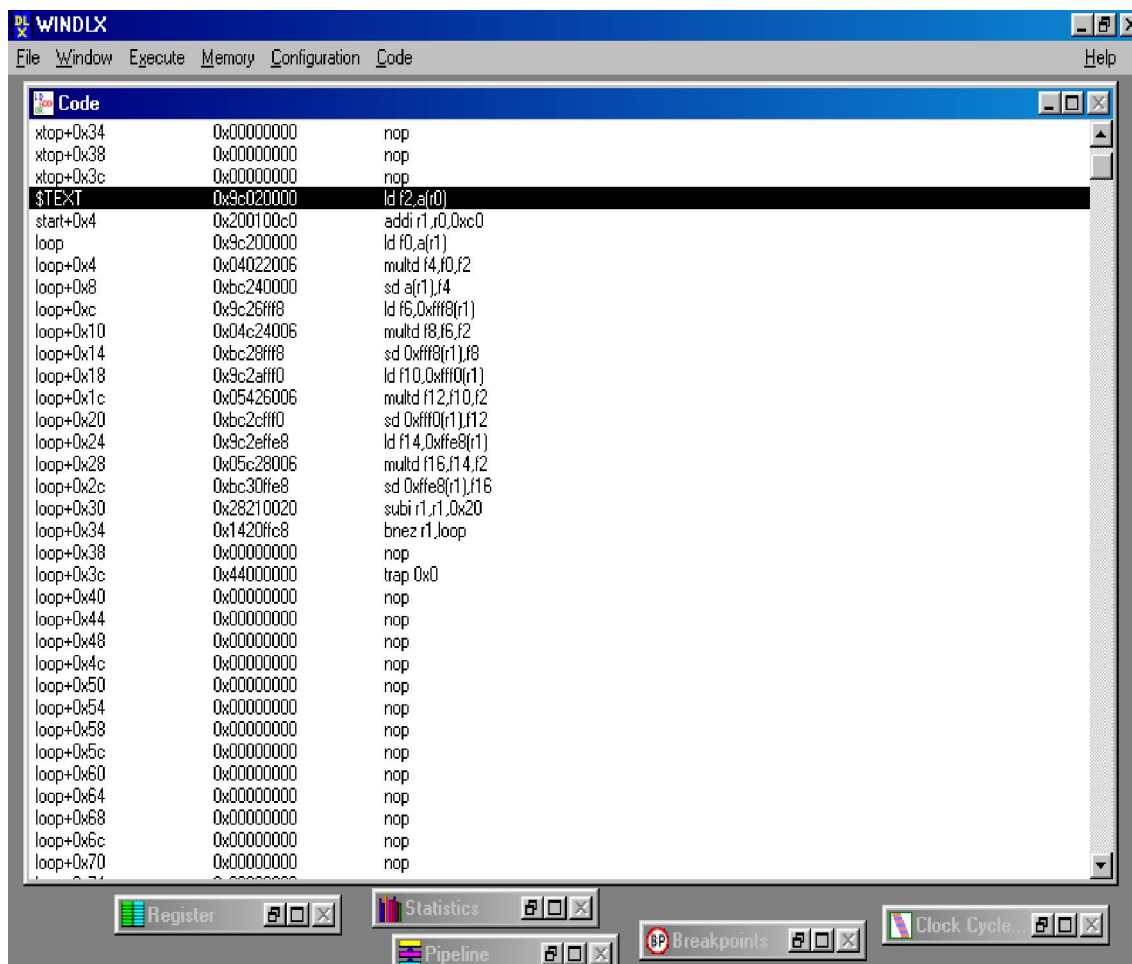 WINDLX
File Window Execute Memory Configuration Code Help
Code
xtop+0x34 0x00000000 nop
xtop+0x38 0x00000000 nop
xtop+0x3c 0x00000000 nop
$TEXT 0x9c020000 ld f2,a(r0)
start+0x4 0x200100c0 addi r1,r0,0xc0
loop 0x9c200000 ld f0,a(r1)
loop+0x4 0x04022006 multd f4,f0,f2
loop+0x8 0xbc240000 sd a(r1),f4
loop+0xc 0x9c26fff8 ld f6,0xfff8(r1)
loop+0x10 0x04c24006 multd f8,f6,f2
loop+0x14 0xbc28fff8 sd 0xfff8(r1),f8
loop+0x18 0x9c2afff0 ld f10,0xfff0(r1)
loop+0x1c 0x05426006 multd f12,f10,f2
loop+0x20 0xbc2cfff0 sd 0xfff0(r1),f12
loop+0x24 0x9c2effe8 ld f14,0xffe8(r1)
loop+0x28 0x05c28006 multd f16,f14,f2
loop+0x2c 0xbc30ffe8 sd 0xffe8(r1),f16
loop+0x30 0x28210020 subi r1,r1,0x20
loop+0x34 0x1420ffc8 bnez r1,loop
loop+0x38 0x00000000 nop
loop+0x3c 0x44000000 trap 0x0
loop+0x40 0x00000000 nop
loop+0x44 0x00000000 nop
loop+0x48 0x00000000 nop
loop+0x4c 0x00000000 nop
loop+0x50 0x00000000 nop
loop+0x54 0x00000000 nop
loop+0x58 0x00000000 nop
loop+0x5c 0x00000000 nop
loop+0x60 0x00000000 nop
loop+0x64 0x00000000 nop
loop+0x68 0x00000000 nop
loop+0x6c 0x00000000 nop
loop+0x70 0x00000000 nop
Register
Statistics
Pipeline
BP Breakpoints
Clock Cycle...